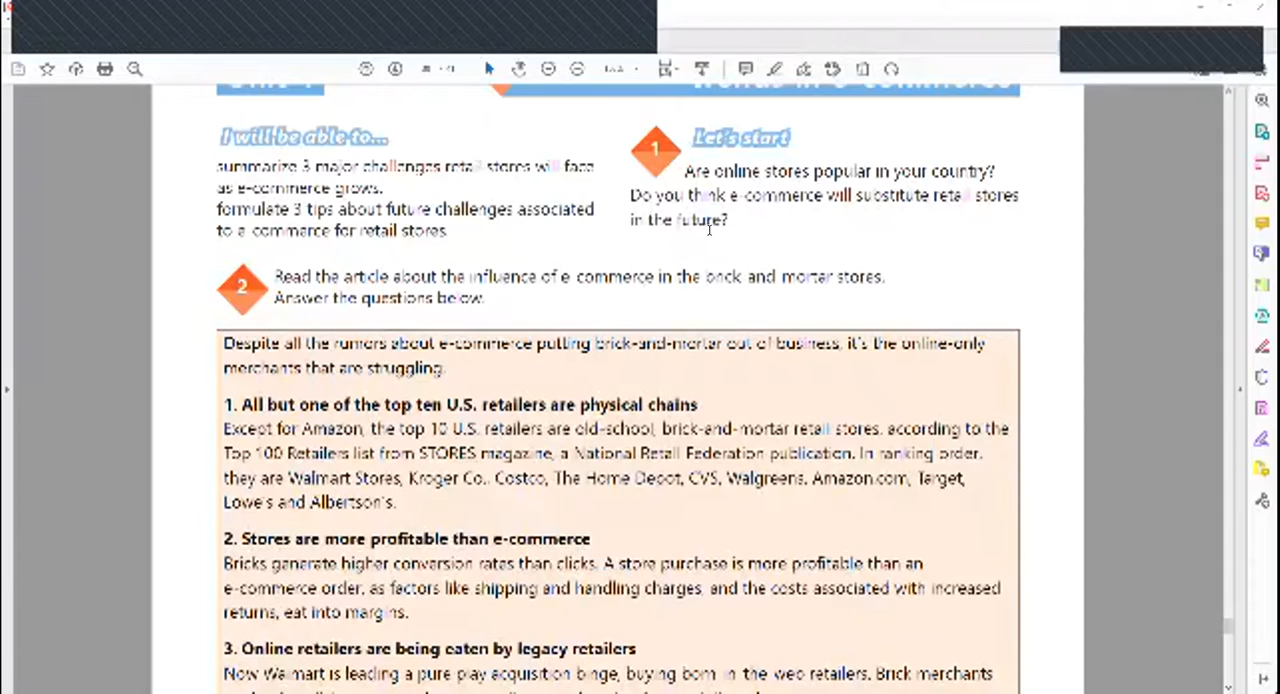 I will be able to...
summarize 3 major challenges retail stores will face
as e-commerce grows.
formulate 3 tips about future challenges associated
to e-commerce for retail stores
1
Let's start
Are online stores popular in your country?
Do you think e-commerce will substitute retail stores
in the future?
2
Read the article about the influence of e-commerce in the brick-and-mortar stores.
Answer the questions below.
Despite all the rumors about e-commerce putting brick-and-mortar out of business, it's the online-only
merchants that are struggling.
1. All but one of the top ten U.S. retailers are physical chains
Except for Amazon, the top 10 U.S. retailers are old-school, brick-and-mortar retail stores, according to the
Top 100 Retailers list from STORES magazine, a National Retail Federation publication. In ranking order,
they are Walmart Stores, Kroger Co., Costco, The Home Depot, CVS, Walgreens, Amazon.com, Target,
Lowe's and Albertson's.
2. Stores are more profitable than e-commerce
Bricks generate higher conversion rates than clicks. A store purchase is more profitable than an
e-commerce order, as factors like shipping and handling charges, and the costs associated with increased
returns, eat into margins.
3. Online retailers are being eaten by legacy retailers
Now Walmart is leading a pure play acquisition binge, buying born-in-the-web retailers. Brick merchants